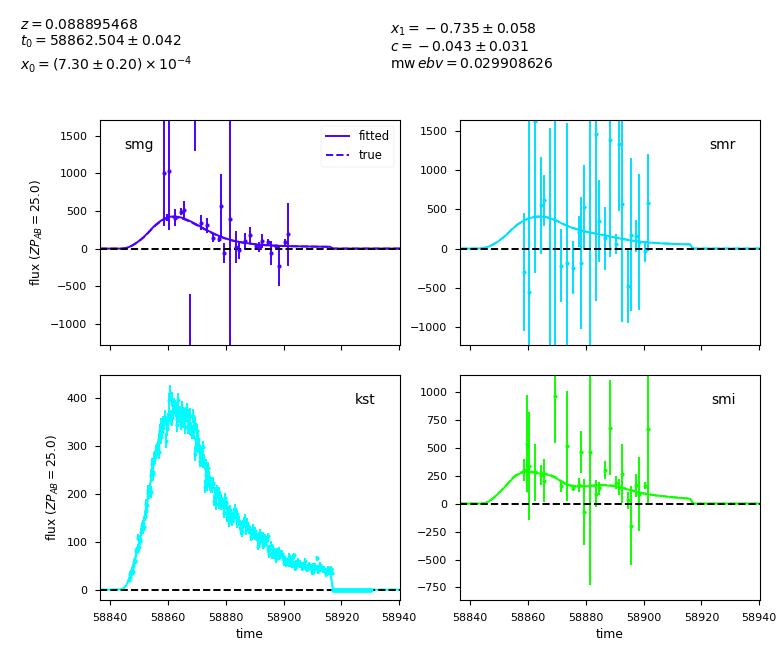 z = 0.088895468
t₀ = 58862.504 ± 0.042
x₀ = (7.30 ± 0.20) × 10⁻⁴
x₁ = −0.735 ± 0.058
c = −0.043 ± 0.031
mwebv = 0.029908626
flux (ZP_AB = 25.0)
1500
1000
500
0
−500
−1000
smg
fitted
true
1500
1000
500
0
−500
−1000
smr
flux (ZP_AB = 25.0)
400
300
200
100
0
kst
58840 58860 58880 58900 58920 58940
time
1000
750
500
250
0
−250
−500
−750
smi
58840 58860 58880 58900 58920 58940
time